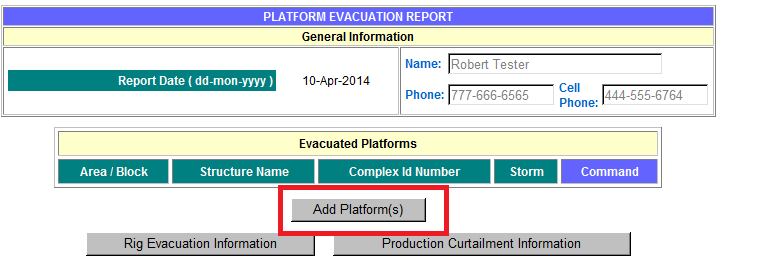 PLATFORM EVACUATION REPORT
General Information
Report Date ( dd-mon-yyyy ) 10-Apr-2014
Name: Robert Tester
Phone: 777-666-6565 Cell Phone: 444-555-6764
Evacuated Platforms
Area / Block Structure Name Complex Id Number Storm Command
Add Platform(s)
Rig Evacuation Information Production Curtailment Information